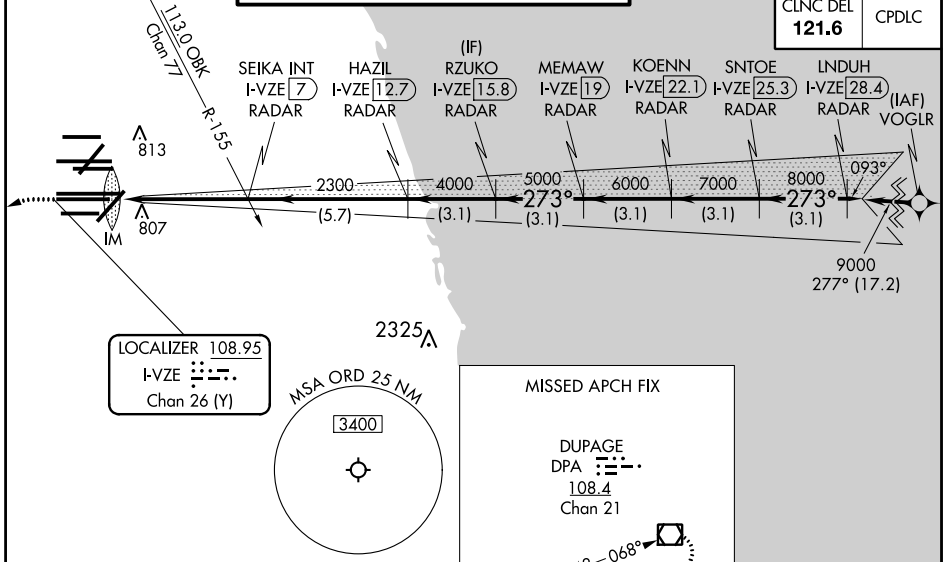 CLNC DEL
121.6
CPDLC
113.0 OBK
Chan 77
R-155
SEIKA INT
I-VZE 7
RADAR
HAZIL
I-VZE 12.7
RADAR
(IF)
RZUKO
I-VZE 15.8
RADAR
MEMAW
I-VZE 19
RADAR
KOENN
I-VZE 22.1
RADAR
SNTOE
I-VZE 25.3
RADAR
LNDUH
I-VZE 28.4
RADAR
(IAF)
VOGLR
813
807
IM
2300
4000
5000
6000
7000
8000
093°
273°
273°
(5.7)
(3.1)
(3.1)
(3.1)
(3.1)
(3.1)
9000
277° (17.2)
2325
LOCALIZER 108.95
I-VZE
Chan 26 (Y)
MSA ORD 25 NM
3400
MISSED APCH FIX
DUPAGE
DPA
108.4
Chan 21
068°